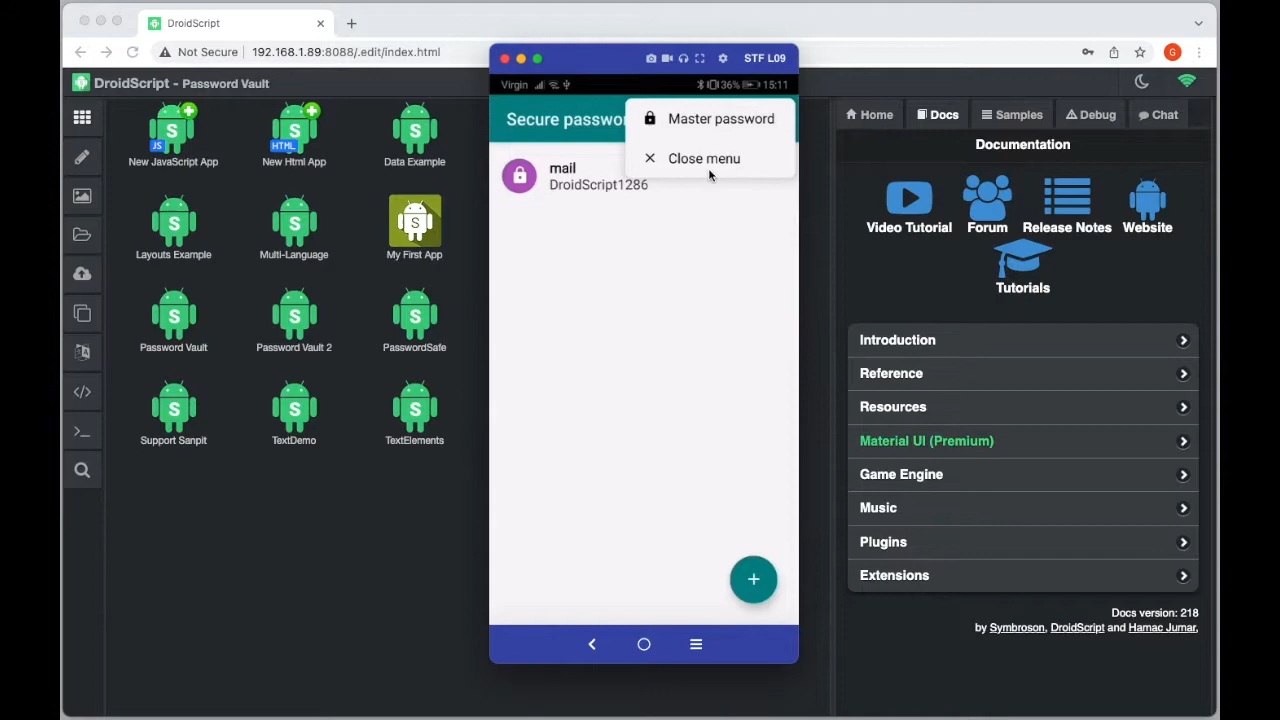 DroidScript
Not Secure
192.168.1.89:8088/.edit/index.html
G
STF L09
DroidScript - Password Vault
Virgin
36%
15:11
Home
Docs
Samples
Debug
Chat
Secure passwor
Master password
Close menu
mail
DroidScript1286
S
JS
New JavaScript App
S
HTML
New Html App
S
Data Example
S
Layouts Example
S
Multi-Language
S
My First App
S
Password Vault
S
Password Vault 2
S
PasswordSafe
S
Support Sanpit
S
TextDemo
S
TextElements
Documentation
Video Tutorial
Forum
Release Notes
Website
Tutorials
Introduction
Reference
Resources
Material UI (Premium)
Game Engine
Music
Plugins
Extensions
Docs version: 218
by Symbroson, DroidScript and Hamac Jumar,